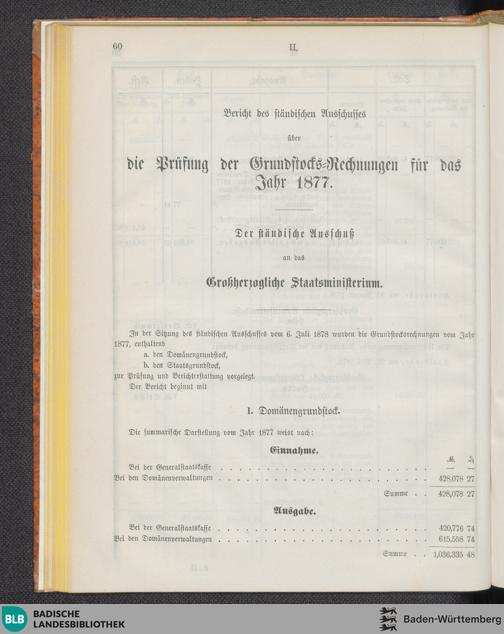 60
II.
Bericht des ständischen Ausschusses
über
die Prüfung der Grundstocks-Rechnungen für das
Jahr 1877.
Der ständische Ausschuß
an das
Großherzogliche Staatsministerium.
In der Sitzung des ständischen Ausschusses vom 6. Juli 1878 wurden die Grundstocksrechnungen vom Jahr
1877, enthaltend
a. den Domänengrundstock,
b. den Staatsgrundstock,
zur Prüfung und Berichterstattung vorgelegt.
Der Bericht beginnt mit
I. Domänengrundstock.
Die summarische Darstellung vom Jahr 1877 weist nach:
Einnahme.
ℳ. ₰
Bei der Generalstaatskasse . . . . . . . . . . . . . . . . . . . . — —
Bei den Domänenverwaltungen . . . . . . . . . . . . . . . . . . . . 428,078 27
Summe . . 428,078 27
Ausgabe.
Bei der Generalstaatskasse . . . . . . . . . . . . . . . . . . . . 420,776 74
Bei den Domänenverwaltungen . . . . . . . . . . . . . . . . . . . . 615,558 74
Summe . . 1,036,335 48
BLB BADISCHE
LANDESBIBLIOTHEK
Baden-Württemberg